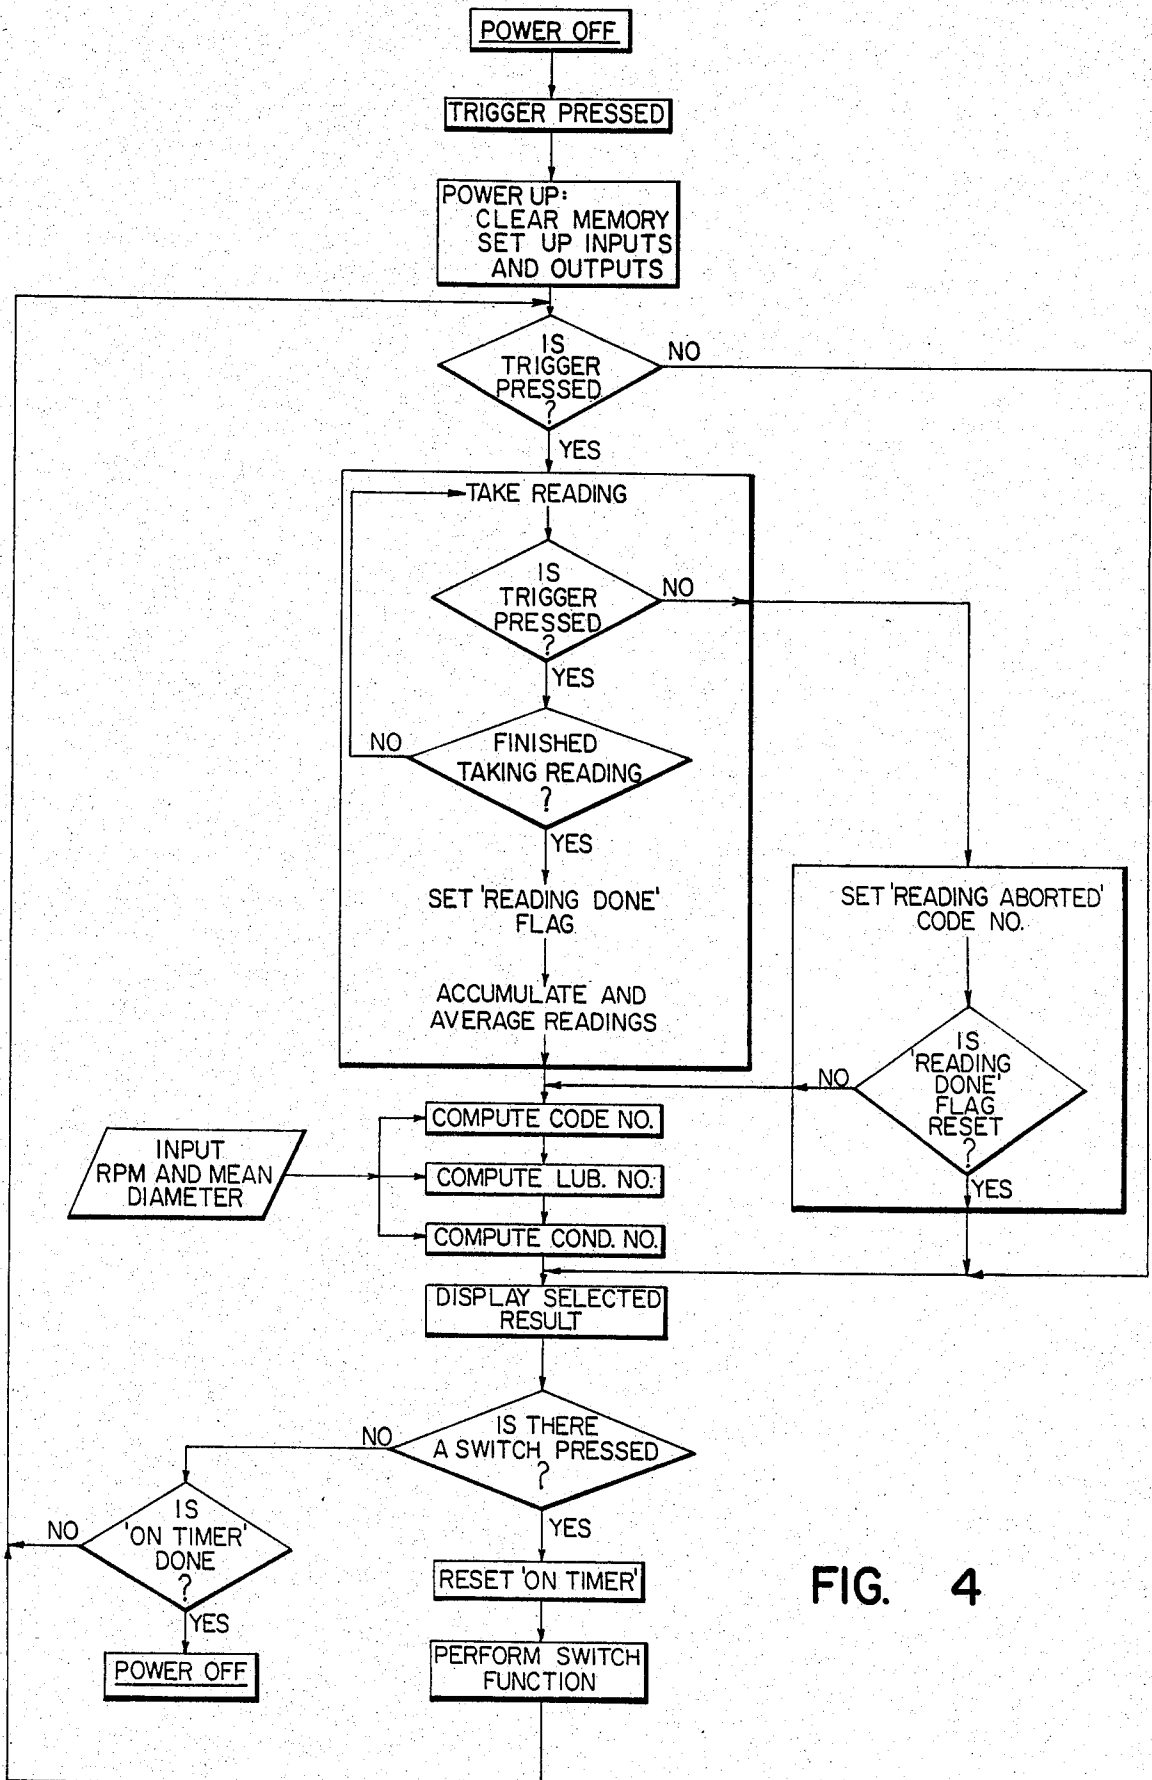 POWER OFF
TRIGGER PRESSED
POWER UP:
CLEAR MEMORY
SET UP INPUTS
AND OUTPUTS
IS
TRIGGER
PRESSED
?
NO
YES
TAKE READING
IS
TRIGGER
PRESSED
?
NO
YES
FINISHED
TAKING READING
?
NO
YES
SET 'READING DONE'
FLAG
ACCUMULATE AND
AVERAGE READINGS
SET 'READING ABORTED'
CODE NO.
IS
'READING
DONE'
FLAG
RESET
?
NO
YES
INPUT
RPM AND MEAN
DIAMETER
COMPUTE CODE NO.
COMPUTE LUB. NO.
COMPUTE COND. NO.
DISPLAY SELECTED
RESULT
IS THERE
A SWITCH PRESSED
?
NO
YES
IS
'ON TIMER'
DONE
?
NO
YES
POWER OFF
RESET 'ON TIMER'
PERFORM SWITCH
FUNCTION
FIG. 4